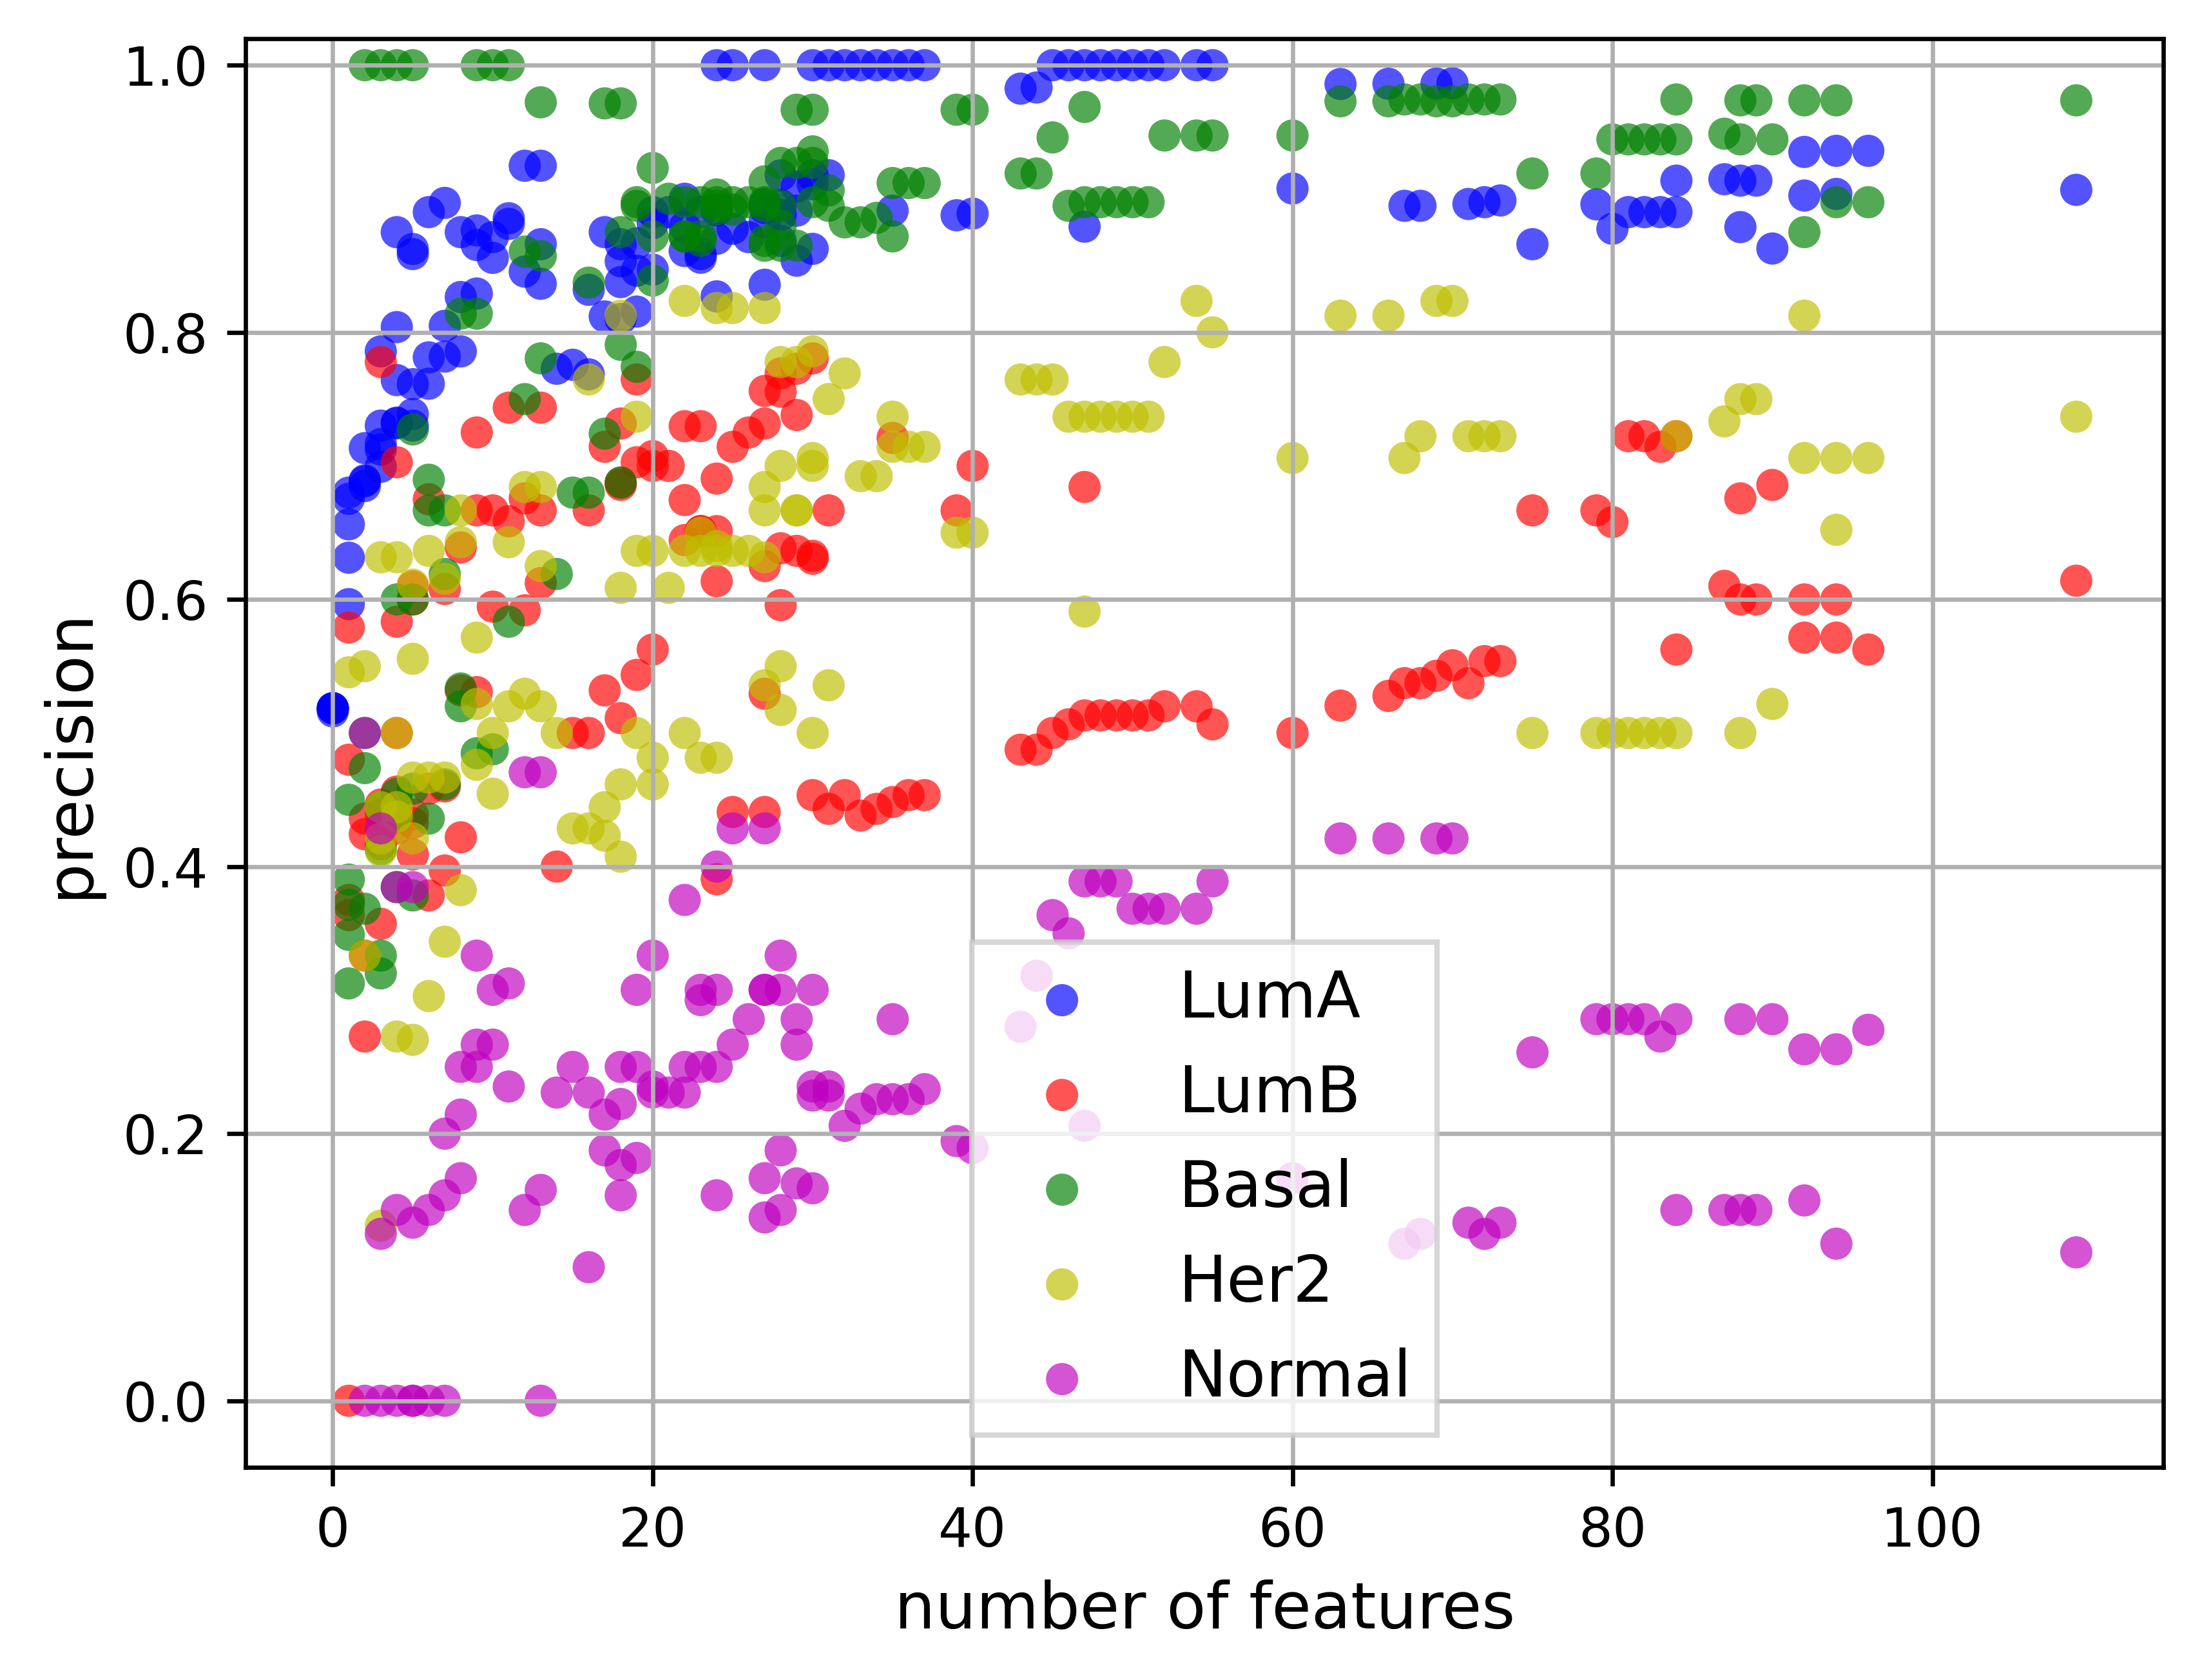 1.0
0.8
0.6
0.4
0.2
0.0
precision
LumA
LumB
Basal
Her2
Normal
0 20 40 60 80 100
number of features